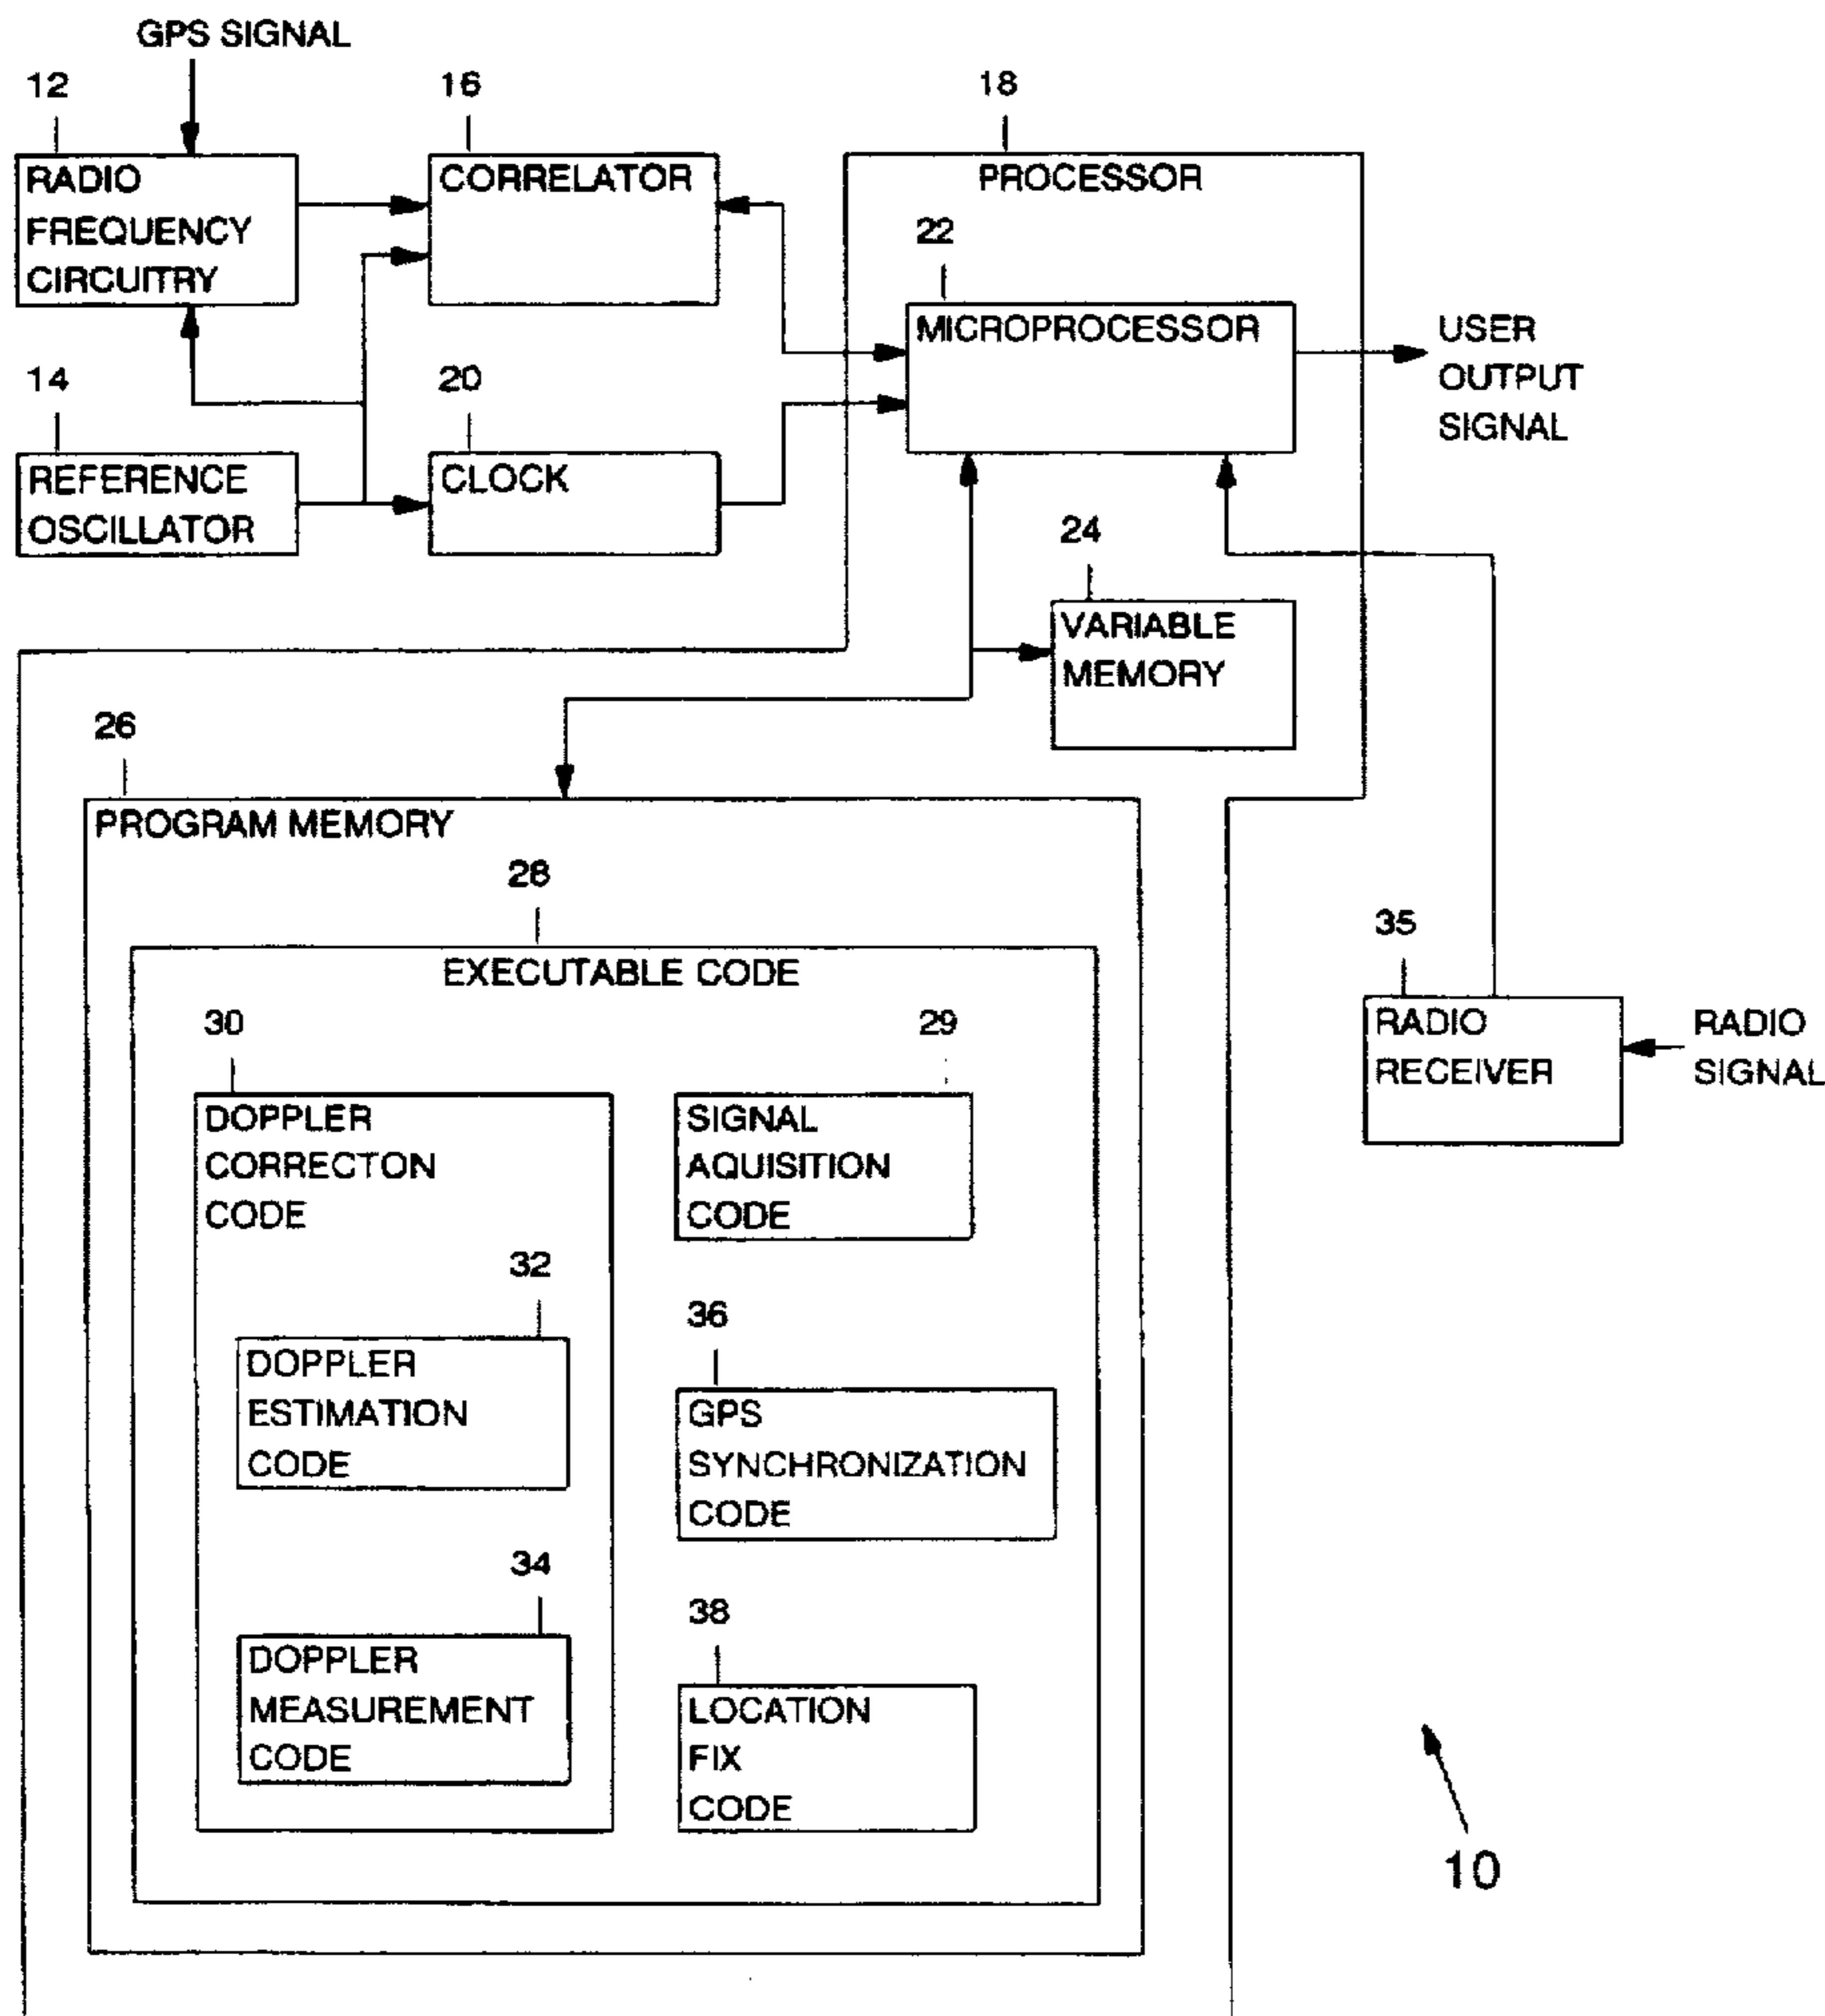 GPS SIGNAL
12
16
18
RADIO
FREQUENCY
CIRCUITRY
CORRELATOR
PROCESSOR
22
MICROPROCESSOR
USER
OUTPUT
SIGNAL
14
20
REFERENCE
OSCILLATOR
CLOCK
24
VARIABLE
MEMORY
26
PROGRAM MEMORY
28
EXECUTABLE CODE
35
RADIO
RECEIVER
RADIO
SIGNAL
30
29
DOPPLER
CORRECTON
CODE
SIGNAL
AQUISITION
CODE
32
DOPPLER
ESTIMATION
CODE
36
GPS
SYNCHRONIZATION
CODE
34
DOPPLER
MEASUREMENT
CODE
38
LOCATION
FIX
CODE
10